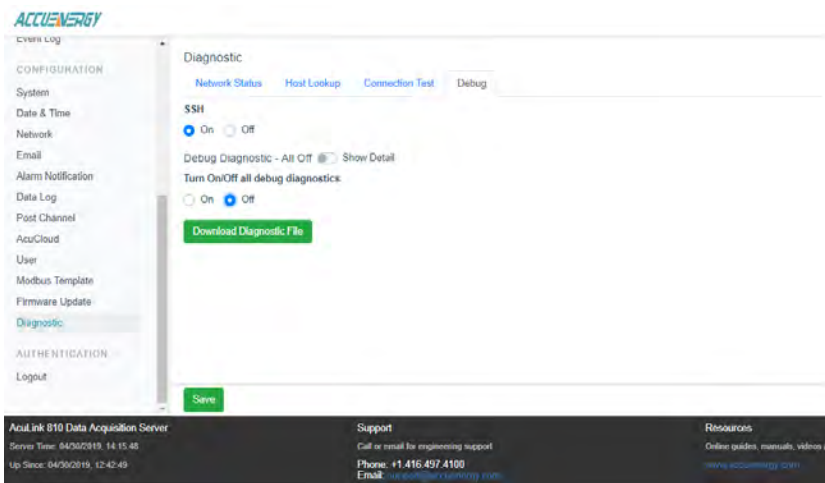 ACCUENERGY
Event Log
CONFIGURATION
System
Date & Time
Network
Email
Alarm Notification
Data Log
Post Channel
AcuCloud
User
Modbus Template
Firmware Update
Diagnostic
AUTHENTICATION
Logout
Diagnostic
Network Status Host Lookup Connection Test Debug
SSH
On Off
Debug Diagnostic - All Off Show Detail
Turn On/Off all debug diagnostics
On Off
Download Diagnostic File
Save
AcuLink 810 Data Acquisition Server
Server Time: 04/30/2019, 14:15:48
Up Since: 04/30/2019, 12:42:49
Support
Call or email for engineering support
Phone: +1.416.497.4100
Email: support@accuenergy.com
Resources
Online guides, manuals, videos
www.accuenergy.com